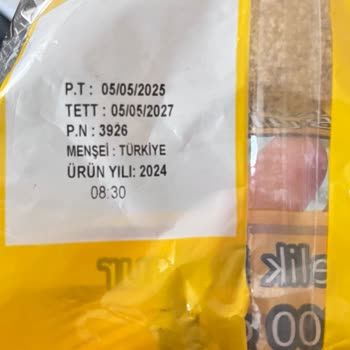 P.T : 05/05/2025
TETT : 05/05/2027
P.N : 3926
MENŞEİ : TÜRKİYE
ÜRÜN YILI: 2024
08:30